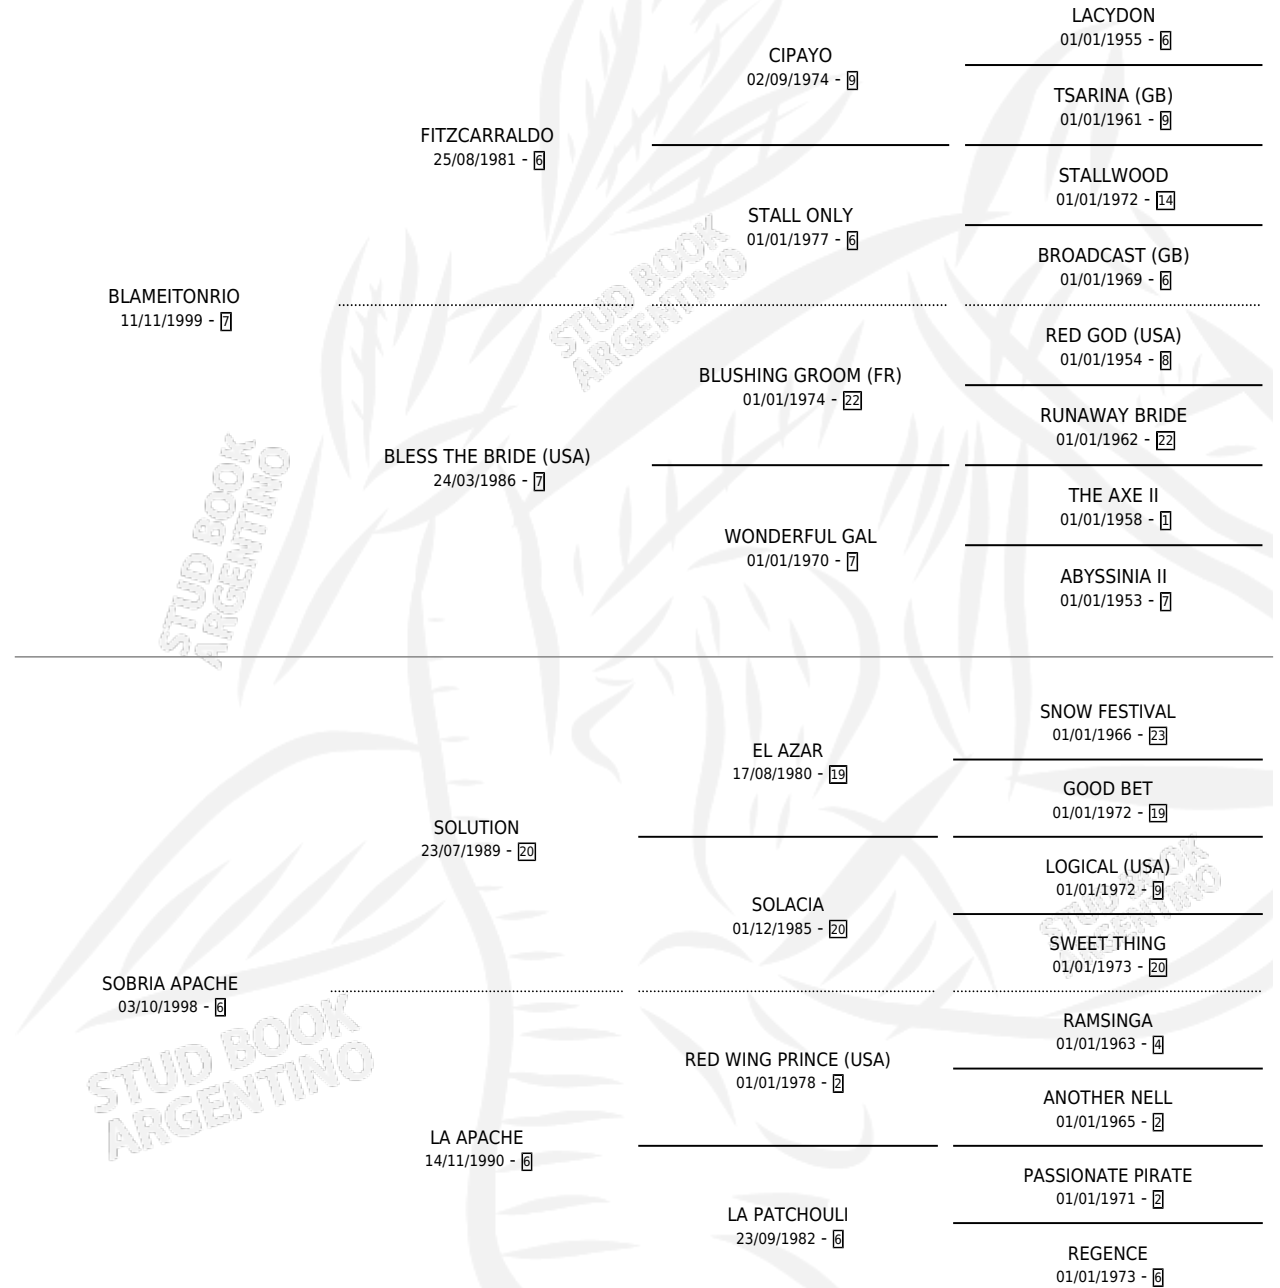 LACYDON
01/01/1955 - 6
CIPAYO
02/09/1974 - 9
TSARINA (GB)
01/01/1961 - 9
FITZCARRALDO
25/08/1981 - 6
STALLWOOD
01/01/1972 - 14
STALL ONLY
01/01/1977 - 6
BROADCAST (GB)
01/01/1969 - 6
BLAMEITONRIO
11/11/1999 - 7
STUD BOOK
ARGENTINO
RED GOD (USA)
01/01/1954 - 8
BLUSHING GROOM (FR)
01/01/1974 - 22
RUNAWAY BRIDE
01/01/1962 - 22
BLESS THE BRIDE (USA)
24/03/1986 - 7
THE AXE II
01/01/1958 - 1
WONDERFUL GAL
01/01/1970 - 7
ABYSSINIA II
01/01/1953 - 7
STUD BOOK
ARGENTINO
SNOW FESTIVAL
01/01/1966 - 23
EL AZAR
17/08/1980 - 19
GOOD BET
01/01/1972 - 19
SOLUTION
23/07/1989 - 20
LOGICAL (USA)
01/01/1972 - 9
SOLACIA
01/12/1985 - 20
SWEET THING
01/01/1973 - 20
STUD BOOK
ARGENTINO
SOBRIA APACHE
03/10/1998 - 6
RAMSINGA
01/01/1963 - 4
RED WING PRINCE (USA)
01/01/1978 - 2
ANOTHER NELL
01/01/1965 - 2
STUD BOOK
ARGENTINO
LA APACHE
14/11/1990 - 6
PASSIONATE PIRATE
01/01/1971 - 2
LA PATCHOULI
23/09/1982 - 6
REGENCE
01/01/1973 - 6